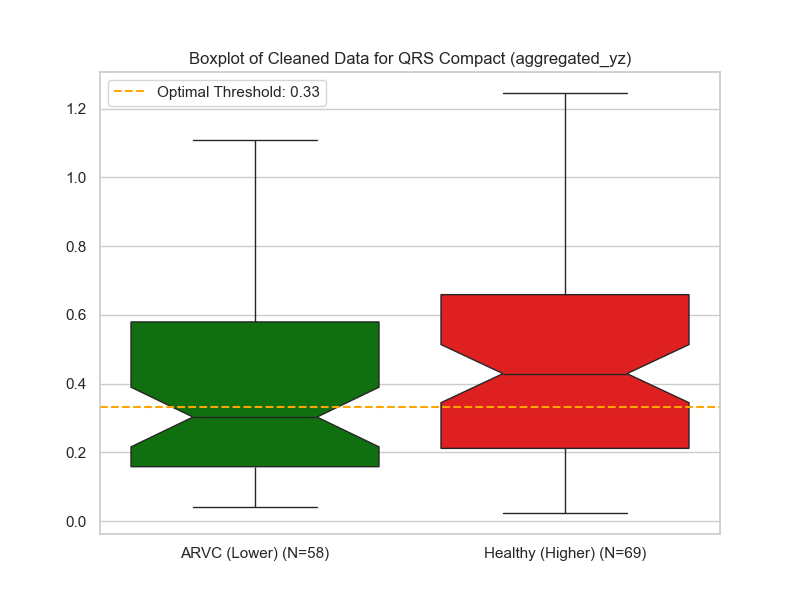 Boxplot of Cleaned Data for QRS Compact (aggregated_yz)
Optimal Threshold: 0.33
1.2
1.0
0.8
0.6
0.4
0.2
0.0
ARVC (Lower) (N=58)
Healthy (Higher) (N=69)